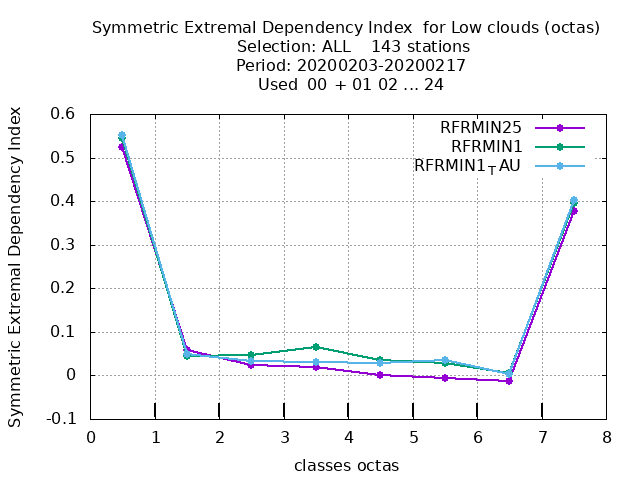 Symmetric Extremal Dependency Index  for Low clouds (octas)
Selection: ALL    143 stations
Period: 20200203-20200217
Used  00  + 01 02 ... 24
Symmetric Extremal Dependency Index
0.6
0.5
0.4
0.3
0.2
0.1
0
-0.1
RFRMIN25
RFRMIN1
RFRMIN1TAU
0 1 2 3 4 5 6 7 8
classes octas